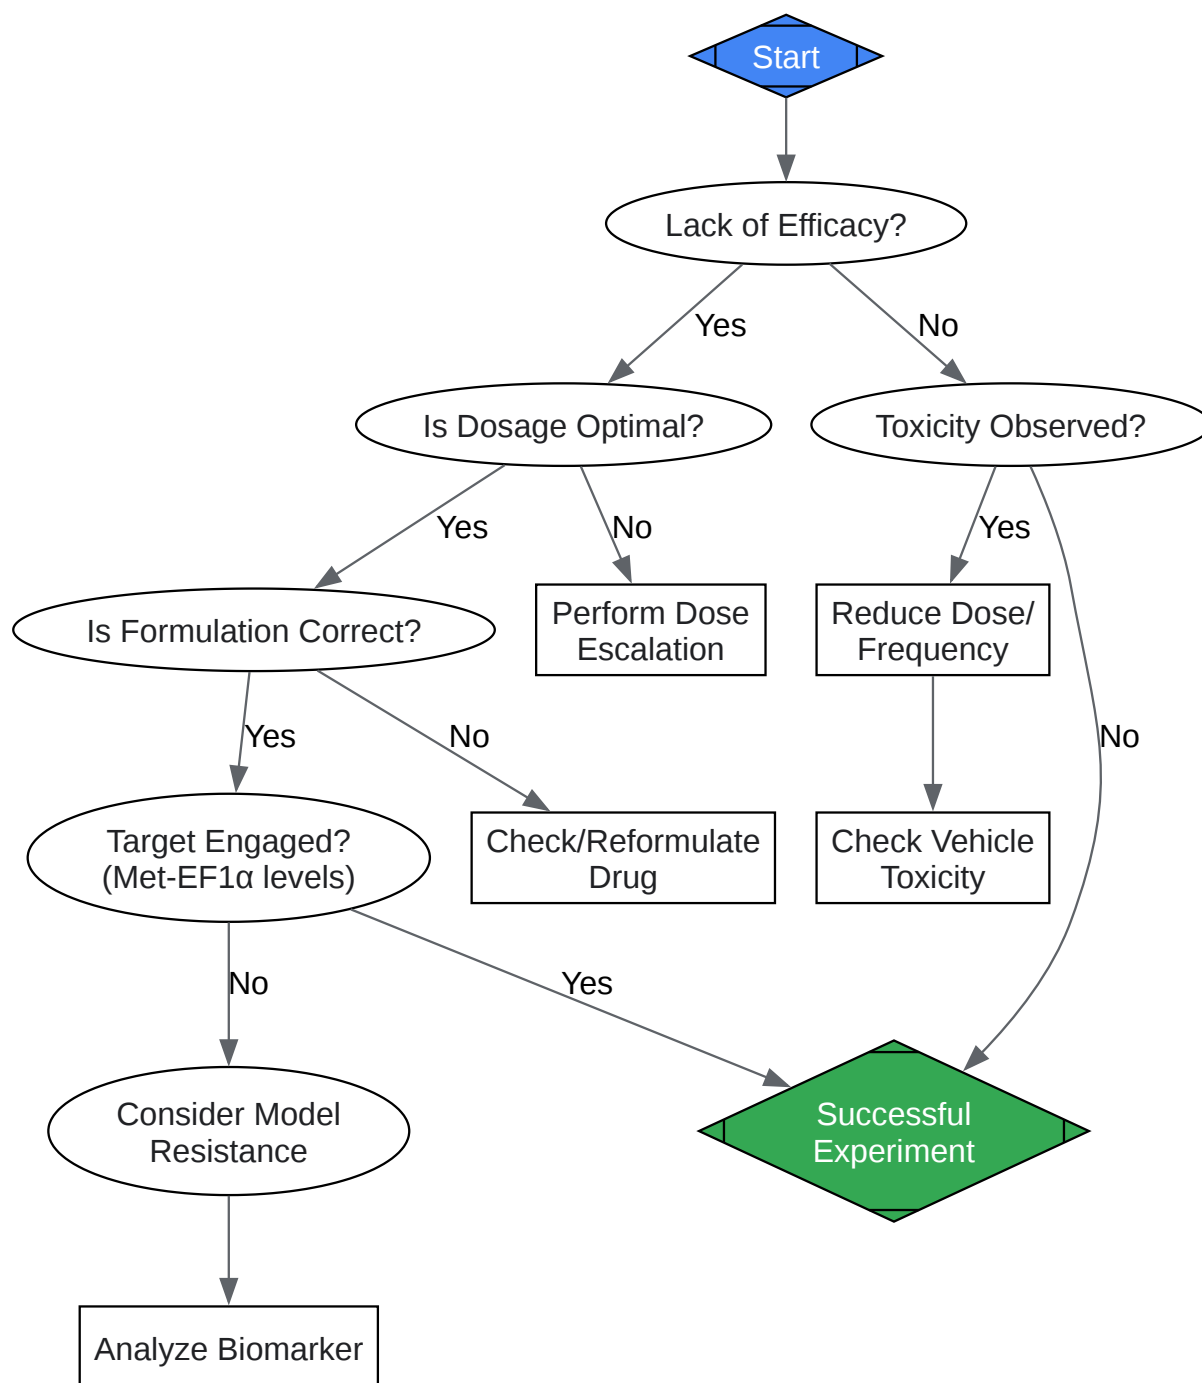 Start
Lack of Efficacy?
Yes
No
Is Dosage Optimal?
Toxicity Observed?
Yes
No
Yes
Is Formulation Correct?
Perform Dose
Escalation
Reduce Dose/
Frequency
Yes
No
No
Target Engaged?
(Met-EF1α levels)
Check/Reformulate
Drug
Check Vehicle
Toxicity
No
Yes
Consider Model
Resistance
Successful
Experiment
Analyze Biomarker